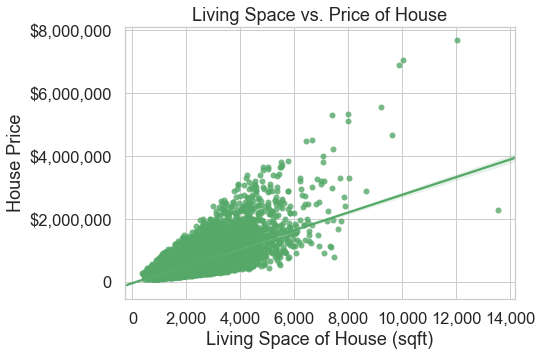 Living Space vs. Price of House
$8,000,000
$6,000,000
$4,000,000
$2,000,000
0
House Price
0 2,000 4,000 6,000 8,000 10,000 12,000 14,000
Living Space of House (sqft)